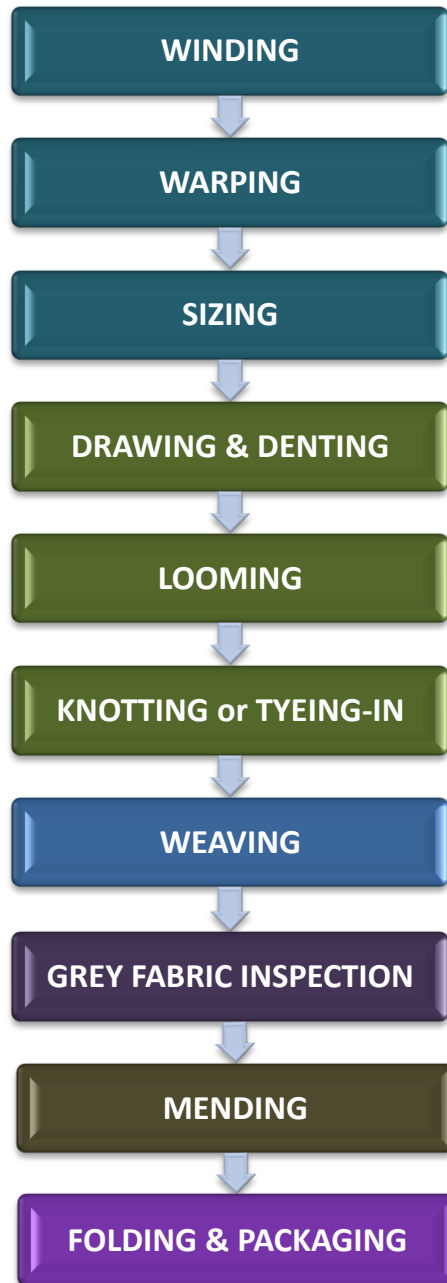 WINDING
WARPING
SIZING
DRAWING & DENTING
LOOMING
KNOTTING or TYEING-IN
WEAVING
GREY FABRIC INSPECTION
MENDING
FOLDING & PACKAGING